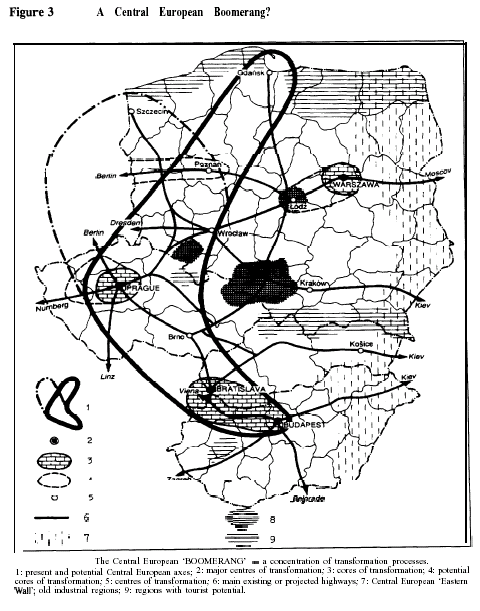 Figure 3 A Central European Boomerang?
Gdańsk
Szczecin
Poznań
Berlin
WARSZAWA
Moscow
Łódź
Dresden
Berlin
Wrocław
PRAGUE
Kraków
Nurnberg
Kiev
Brno
Košice
Kiev
Linz
Kiev
Viena
BRATISLAVA
BUDAPEST
Zagreb
Belgrade
1
2
3
4
5
6
7
8
9
The Central European 'BOOMERANG' — a concentration of transformation processes.
1: present and potential Central European axes; 2: major centres of transformation; 3: cores of transformation; 4: potential
cores of transformation; 5: centres of transformation; 6: main existing or projected highways; 7: Central European 'Eastern
Wall'; old industrial regions; 9: regions with tourist potential.